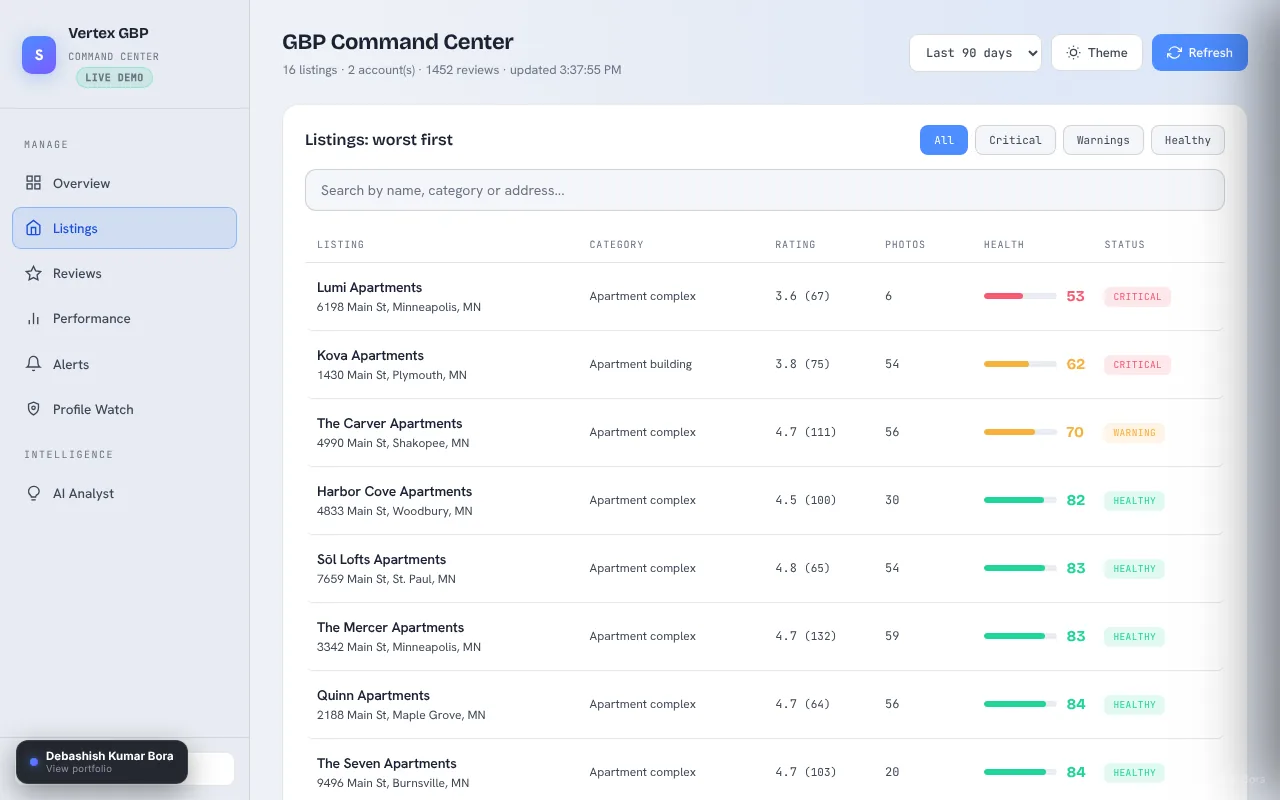 S
Vertex GBP
COMMAND CENTER
LIVE DEMO
MANAGE
Overview
Listings
Reviews
Performance
Alerts
Profile Watch
INTELLIGENCE
AI Analyst
Debashish Kumar Bora
View portfolio
GBP Command Center
16 listings · 2 account(s) · 1452 reviews · updated 3:37:55 PM
Last 90 days
Theme
Refresh
Listings: worst first
All
Critical
Warnings
Healthy
Search by name, category or address...
LISTING CATEGORY RATING PHOTOS HEALTH STATUS
Lumi Apartments
6198 Main St, Minneapolis, MN
Apartment complex 3.6 (67) 6 53 CRITICAL
Kova Apartments
1430 Main St, Plymouth, MN
Apartment building 3.8 (75) 54 62 CRITICAL
The Carver Apartments
4990 Main St, Shakopee, MN
Apartment complex 4.7 (111) 56 70 WARNING
Harbor Cove Apartments
4833 Main St, Woodbury, MN
Apartment complex 4.5 (100) 30 82 HEALTHY
Sōl Lofts Apartments
7659 Main St, St. Paul, MN
Apartment complex 4.8 (65) 54 83 HEALTHY
The Mercer Apartments
3342 Main St, Minneapolis, MN
Apartment complex 4.7 (132) 59 83 HEALTHY
Quinn Apartments
2188 Main St, Maple Grove, MN
Apartment complex 4.7 (64) 56 84 HEALTHY
The Seven Apartments
9496 Main St, Burnsville, MN
Apartment complex 4.7 (103) 20 84 HEALTHY